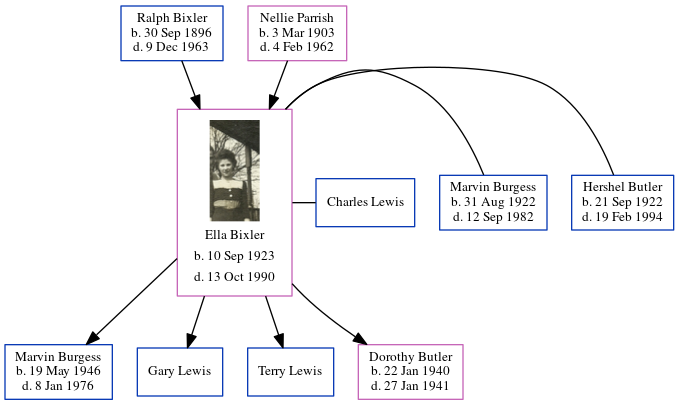 Ralph Bixler
b. 30 Sep 1896
d. 9 Dec 1963
Nellie Parrish
b. 3 Mar 1903
d. 4 Feb 1962
Ella Bixler
b. 10 Sep 1923
d. 13 Oct 1990
Charles Lewis
Marvin Burgess
b. 31 Aug 1922
d. 12 Sep 1982
Hershel Butler
b. 21 Sep 1922
d. 19 Feb 1994
Marvin Burgess
b. 19 May 1946
d. 8 Jan 1976
Gary Lewis
Terry Lewis
Dorothy Butler
b. 22 Jan 1940
d. 27 Jan 1941